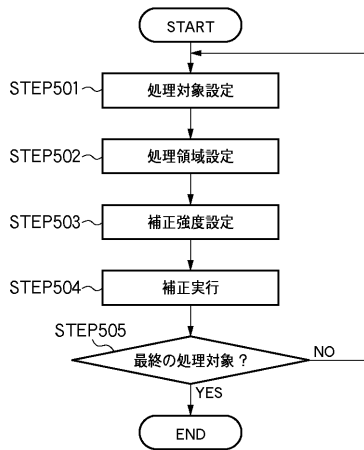 START
STEP501
処理対象設定
STEP502
処理領域設定
STEP503
補正強度設定
STEP504
補正実行
STEP505
最終の処理対象？
NO
YES
END